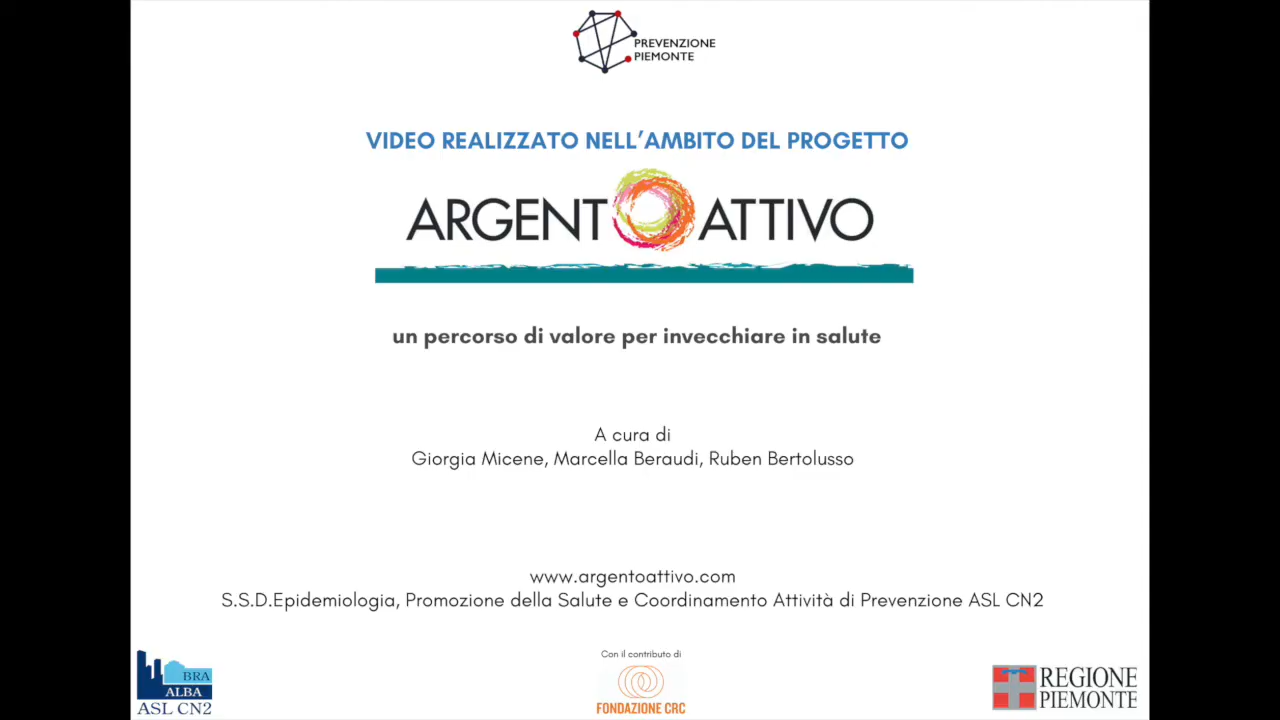 PREVENZIONE
PIEMONTE
VIDEO REALIZZATO NELL'AMBITO DEL PROGETTO
ARGENTOATTIVO
un percorso di valore per invecchiare in salute
A cura di
Giorgia Micene, Marcella Beraudi, Ruben Bertolusso
www.argentoattivo.com
S.S.D.Epidemiologia, Promozione della Salute e Coordinamento Attività di Prevenzione ASL CN2
BRA
ALBA
ASL CN2
Con il contributo di
FONDAZIONE CRC
REGIONE
PIEMONTE